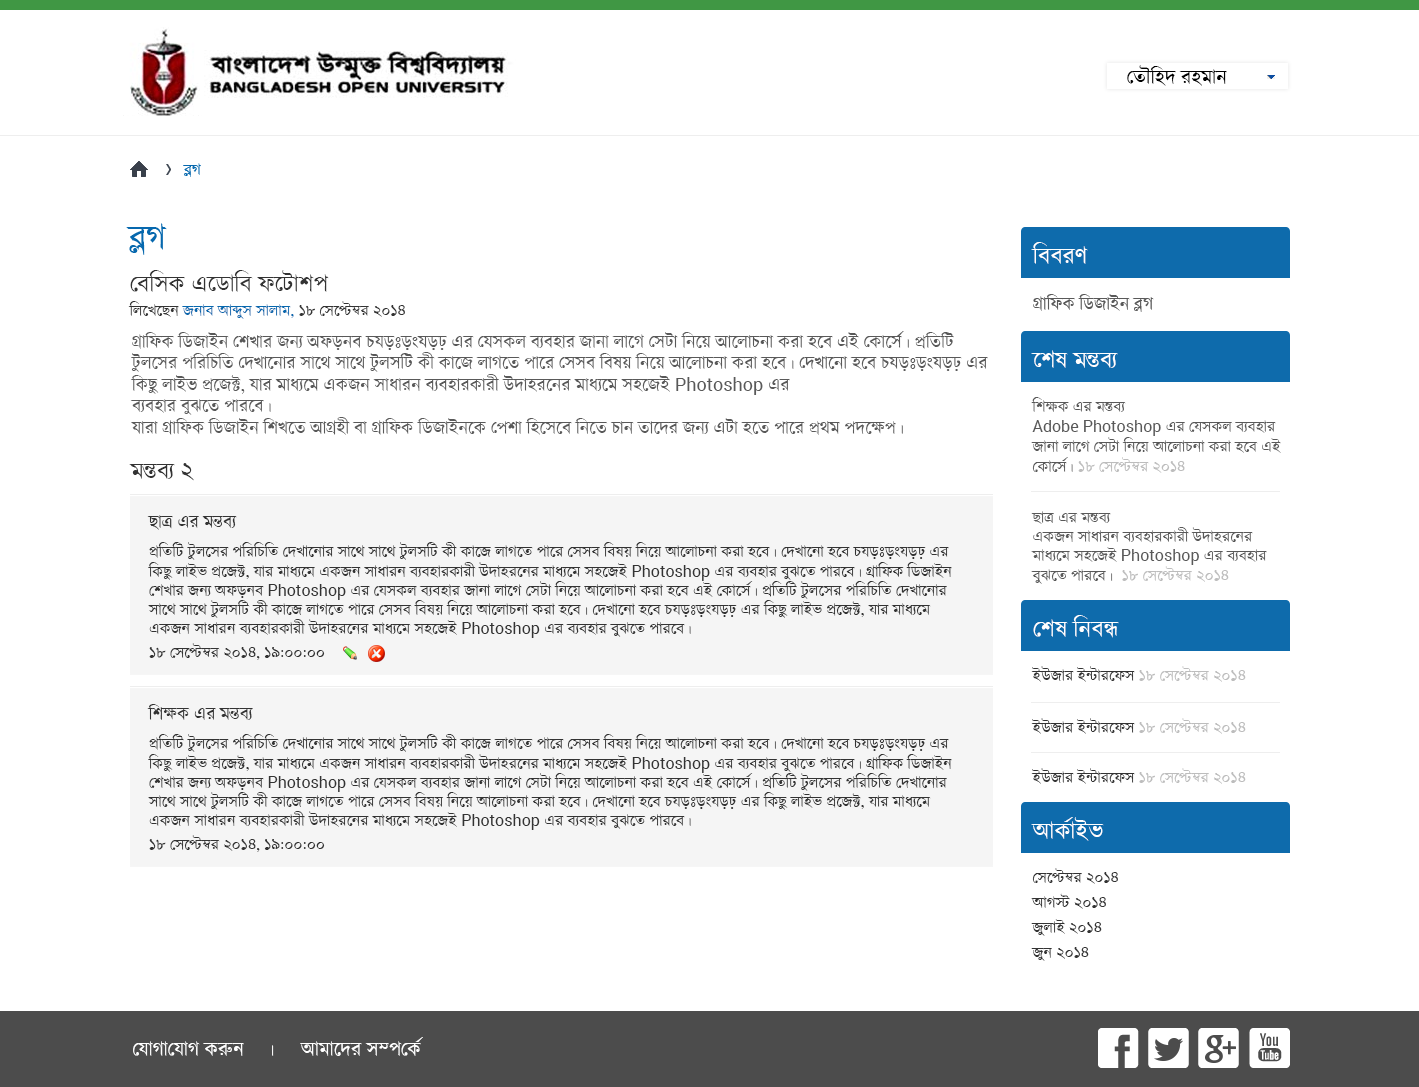 বাংলাদেশ উন্মুক্ত বিশ্ববিদ্যালয়
BANGLADESH OPEN UNIVERSITY
তৌহিদ রহমান
ব্লগ
ব্লগ
বেসিক এডোবি ফটোশপ
লিখেছেন জনাব আব্দুস সালাম, ১৮ সেপ্টেম্বর ২০১৪
গ্রাফিক ডিজাইন শেখার জন্য অফড়নব চযড়ঃড়ংযড়ঢ় এর যেসকল ব্যবহার জানা লাগে সেটা নিয়ে আলোচনা করা হবে এই কোর্সে। প্রতিটি
টুলসের পরিচিতি দেখানোর সাথে সাথে টুলসটি কী কাজে লাগতে পারে সেসব বিষয় নিয়ে আলোচনা করা হবে। দেখানো হবে চযড়ঃড়ংযড়ঢ় এর
কিছু লাইভ প্রজেক্ট, যার মাধ্যমে একজন সাধারন ব্যবহারকারী উদাহরনের মাধ্যমে সহজেই Photoshop এর
ব্যবহার বুঝতে পারবে।
যারা গ্রাফিক ডিজাইন শিখতে আগ্রহী বা গ্রাফিক ডিজাইনকে পেশা হিসেবে নিতে চান তাদের জন্য এটা হতে পারে প্রথম পদক্ষেপ।
মন্তব্য ২
ছাত্র এর মন্তব্য
প্রতিটি টুলসের পরিচিতি দেখানোর সাথে সাথে টুলসটি কী কাজে লাগতে পারে সেসব বিষয় নিয়ে আলোচনা করা হবে। দেখানো হবে চযড়ঃড়ংযড়ঢ় এর
কিছু লাইভ প্রজেক্ট, যার মাধ্যমে একজন সাধারন ব্যবহারকারী উদাহরনের মাধ্যমে সহজেই Photoshop এর ব্যবহার বুঝতে পারবে। গ্রাফিক ডিজাইন
শেখার জন্য অফড়নব Photoshop এর যেসকল ব্যবহার জানা লাগে সেটা নিয়ে আলোচনা করা হবে এই কোর্সে। প্রতিটি টুলসের পরিচিতি দেখানোর
সাথে সাথে টুলসটি কী কাজে লাগতে পারে সেসব বিষয় নিয়ে আলোচনা করা হবে। দেখানো হবে চযড়ঃড়ংযড়ঢ় এর কিছু লাইভ প্রজেক্ট, যার মাধ্যমে
একজন সাধারন ব্যবহারকারী উদাহরনের মাধ্যমে সহজেই Photoshop এর ব্যবহার বুঝতে পারবে।
১৮ সেপ্টেম্বর ২০১৪, ১৯:০০:০০
শিক্ষক এর মন্তব্য
প্রতিটি টুলসের পরিচিতি দেখানোর সাথে সাথে টুলসটি কী কাজে লাগতে পারে সেসব বিষয় নিয়ে আলোচনা করা হবে। দেখানো হবে চযড়ঃড়ংযড়ঢ় এর
কিছু লাইভ প্রজেক্ট, যার মাধ্যমে একজন সাধারন ব্যবহারকারী উদাহরনের মাধ্যমে সহজেই Photoshop এর ব্যবহার বুঝতে পারবে। গ্রাফিক ডিজাইন
শেখার জন্য অফড়নব Photoshop এর যেসকল ব্যবহার জানা লাগে সেটা নিয়ে আলোচনা করা হবে এই কোর্সে। প্রতিটি টুলসের পরিচিতি দেখানোর
সাথে সাথে টুলসটি কী কাজে লাগতে পারে সেসব বিষয় নিয়ে আলোচনা করা হবে। দেখানো হবে চযড়ঃড়ংযড়ঢ় এর কিছু লাইভ প্রজেক্ট, যার মাধ্যমে
একজন সাধারন ব্যবহারকারী উদাহরনের মাধ্যমে সহজেই Photoshop এর ব্যবহার বুঝতে পারবে।
১৮ সেপ্টেম্বর ২০১৪, ১৯:০০:০০
বিবরণ
গ্রাফিক ডিজাইন ব্লগ
শেষ মন্তব্য
শিক্ষক এর মন্তব্য
Adobe Photoshop এর যেসকল ব্যবহার
জানা লাগে সেটা নিয়ে আলোচনা করা হবে এই
কোর্সে। ১৮ সেপ্টেম্বর ২০১৪
ছাত্র এর মন্তব্য
একজন সাধারন ব্যবহারকারী উদাহরনের
মাধ্যমে সহজেই Photoshop এর ব্যবহার
বুঝতে পারবে। ১৮ সেপ্টেম্বর ২০১৪
শেষ নিবন্ধ
ইউজার ইন্টারফেস ১৮ সেপ্টেম্বর ২০১৪
ইউজার ইন্টারফেস ১৮ সেপ্টেম্বর ২০১৪
ইউজার ইন্টারফেস ১৮ সেপ্টেম্বর ২০১৪
আর্কাইভ
সেপ্টেম্বর ২০১৪
আগস্ট ২০১৪
জুলাই ২০১৪
জুন ২০১৪
যোগাযোগ করুন | আমাদের সম্পর্কে
You
Tube